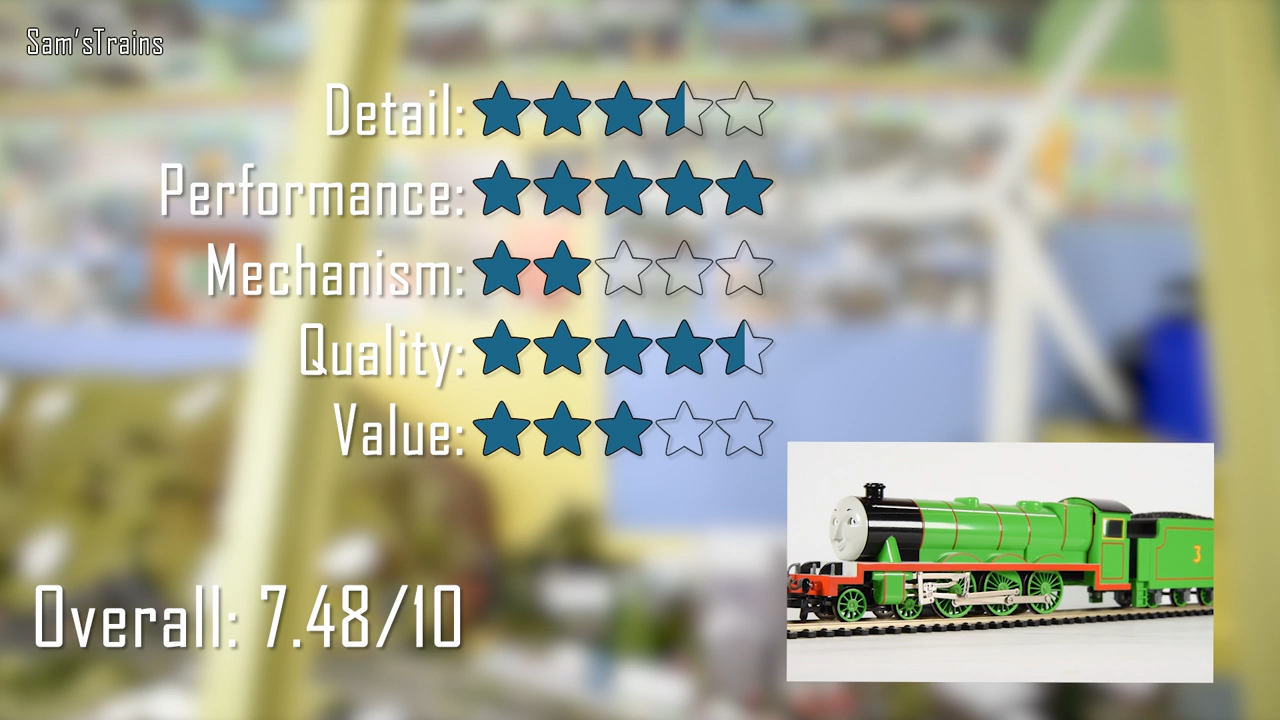 Sam'sTrains
Detail:
Performance:
Mechanism:
Quality:
Value:
Overall: 7.48/10
3